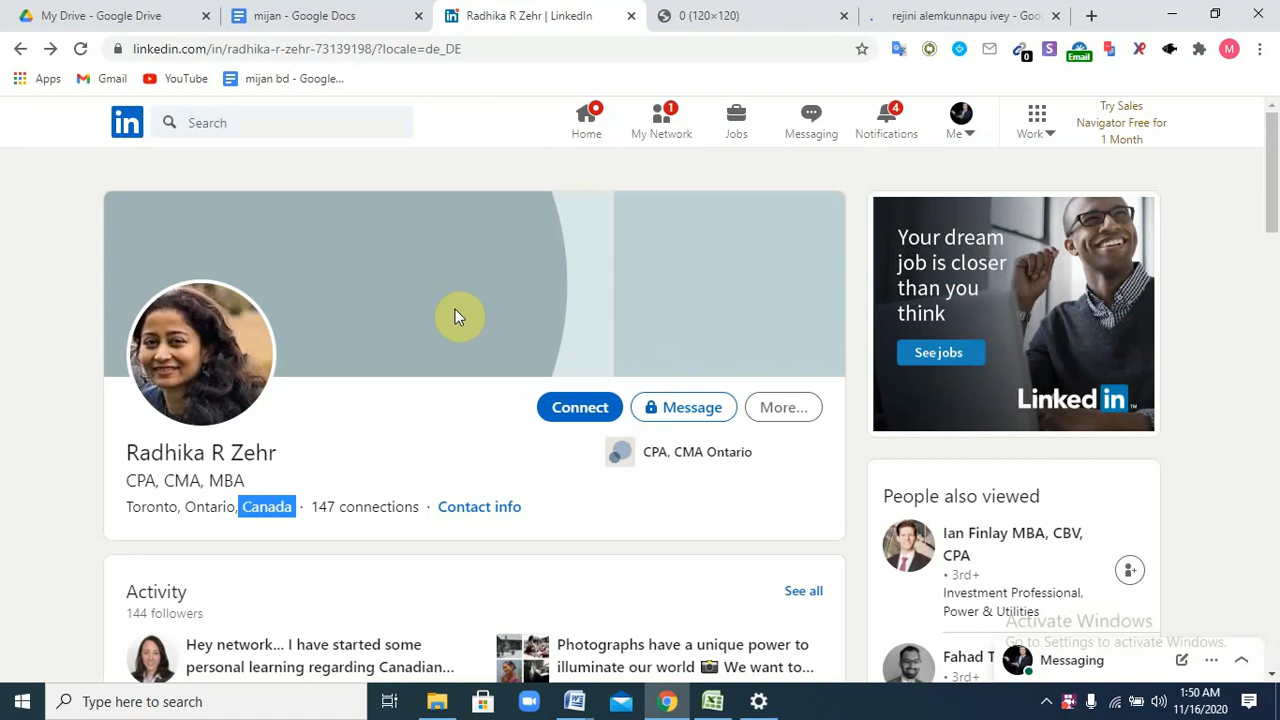 My Drive - Google Drive
mijan - Google Docs
Radhika R Zehr | LinkedIn
0 (120×120)
rejini alemkunnapu ivey - Goo
linkedin.com/in/radhika-r-zehr-73139198/?locale=de_DE
0
S
Email
M
Apps
Gmail
YouTube
mijan bd - Google...
in
Search
Home
1
My Network
Jobs
Messaging
4
Notifications
Me
Work
Try Sales
Navigator Free for
1 Month
Your dream
job is closer
than you
think
See jobs
Linked in
Connect
Message
More...
Radhika R Zehr
CPA, CMA Ontario
CPA, CMA, MBA
Toronto, Ontario, Canada · 147 connections · Contact info
People also viewed
Ian Finlay MBA, CBV,
CPA
• 3rd+
Investment Professional,
Power & Utilities
Fahad T
• 3rd+
Activity
See all
144 followers
Hey network... I have started some
personal learning regarding Canadian...
Photographs have a unique power to
illuminate our world 📷 We want to...
Activate Windows
Go to Settings to activate Windows.
Messaging
Type here to search
1:50 AM
11/16/2020